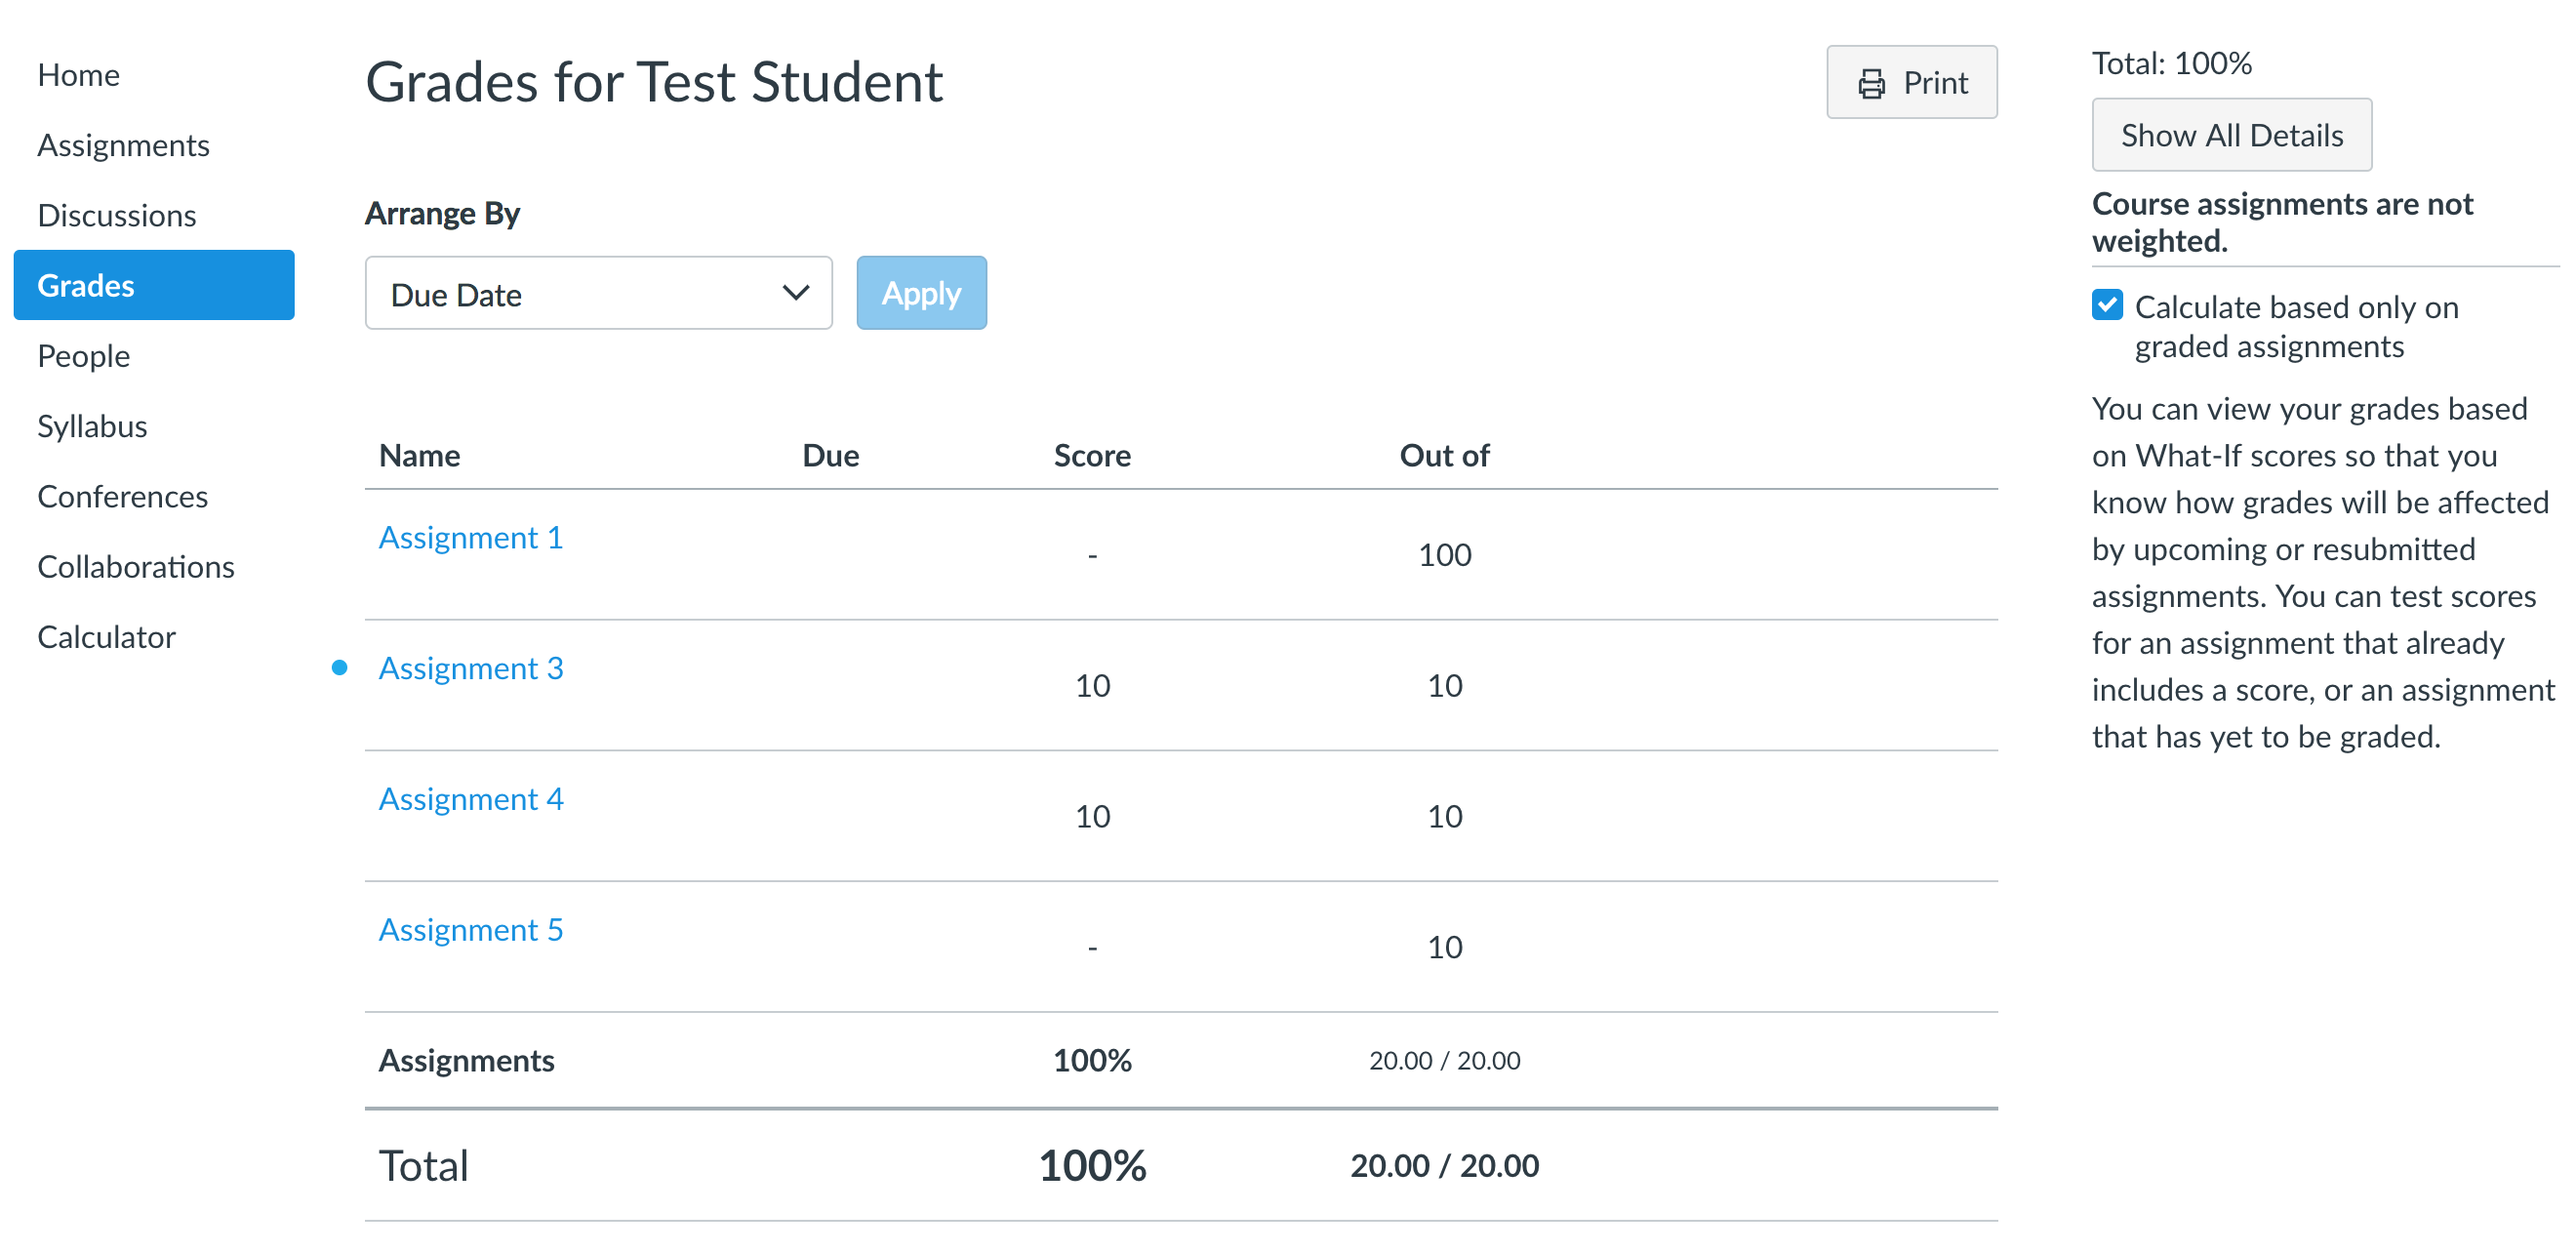 Home
Assignments
Discussions
Grades
People
Syllabus
Conferences
Collaborations
Calculator
Grades for Test Student
Print
Arrange By
Due Date
Apply
Name Due Score Out of
Assignment 1 - 100
Assignment 3 10 10
Assignment 4 10 10
Assignment 5 - 10
Assignments 100% 20.00 / 20.00
Total 100% 20.00 / 20.00
Total: 100%
Show All Details
Course assignments are not
weighted.
Calculate based only on
graded assignments
You can view your grades based
on What-If scores so that you
know how grades will be affected
by upcoming or resubmitted
assignments. You can test scores
for an assignment that already
includes a score, or an assignment
that has yet to be graded.